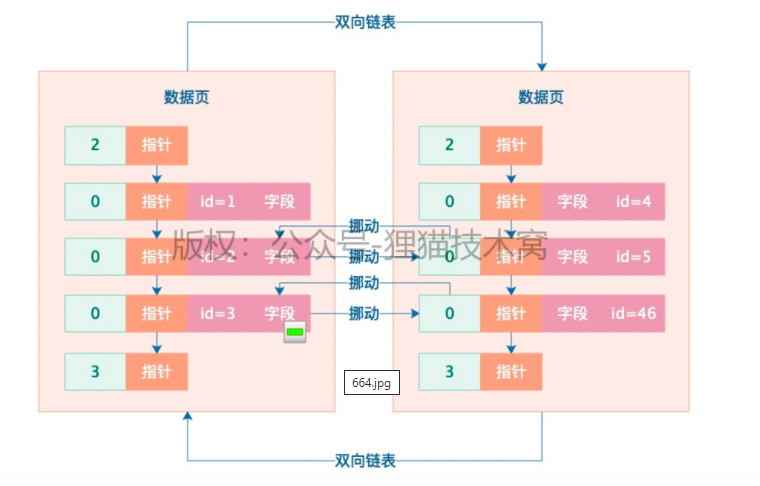 双向链表
数据页
数据页
2 指针
2 指针
0 指针 id=1 字段
0 指针 字段 id=4
挪动
版权：公众号-狸猫技术窝
0 指针 id=2 字段
挪动
0 指针 字段 id=5
挪动
0 指针 id=3 字段
挪动
0 指针 字段 id=46
3 指针
3 指针
664.jpg
双向链表